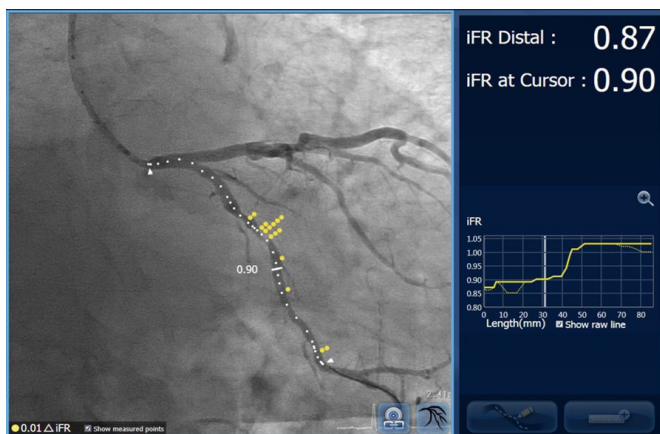 iFR Distal : 0.87
iFR at Cursor : 0.90
0.90
iFR
1.05
1.00
0.95
0.90
0.85
0.80
0 10 20 30 40 50 60 70 80
Length(mm) Show raw line
0.01 △ iFR Show measured points